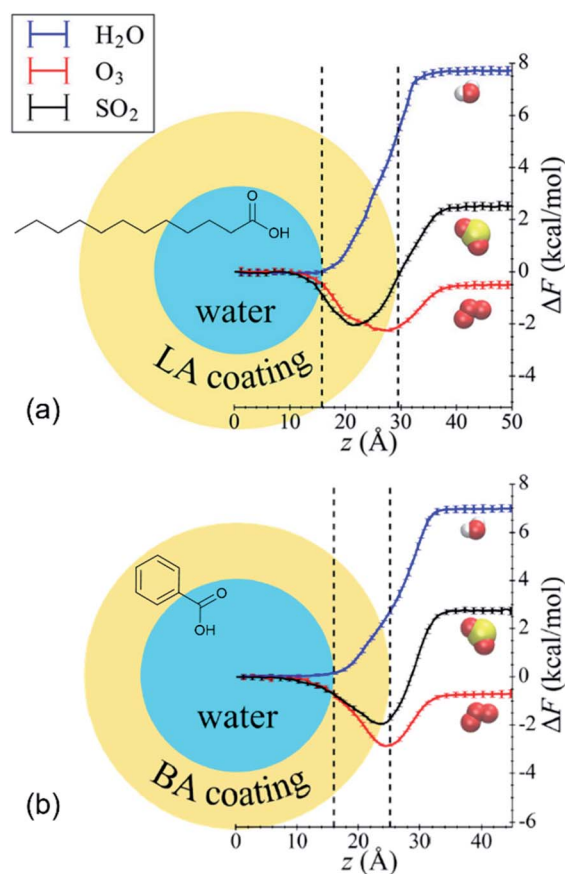 H2O
O3
SO2
O
OH
water
LA coating
8
6
4
2
0
-2
-4
ΔF (kcal/mol)
0 10 20 30 40 50
z (Å)
(a)
O
OH
water
BA coating
8
6
4
2
0
-2
-4
-6
ΔF (kcal/mol)
0 10 20 30 40
z (Å)
(b)